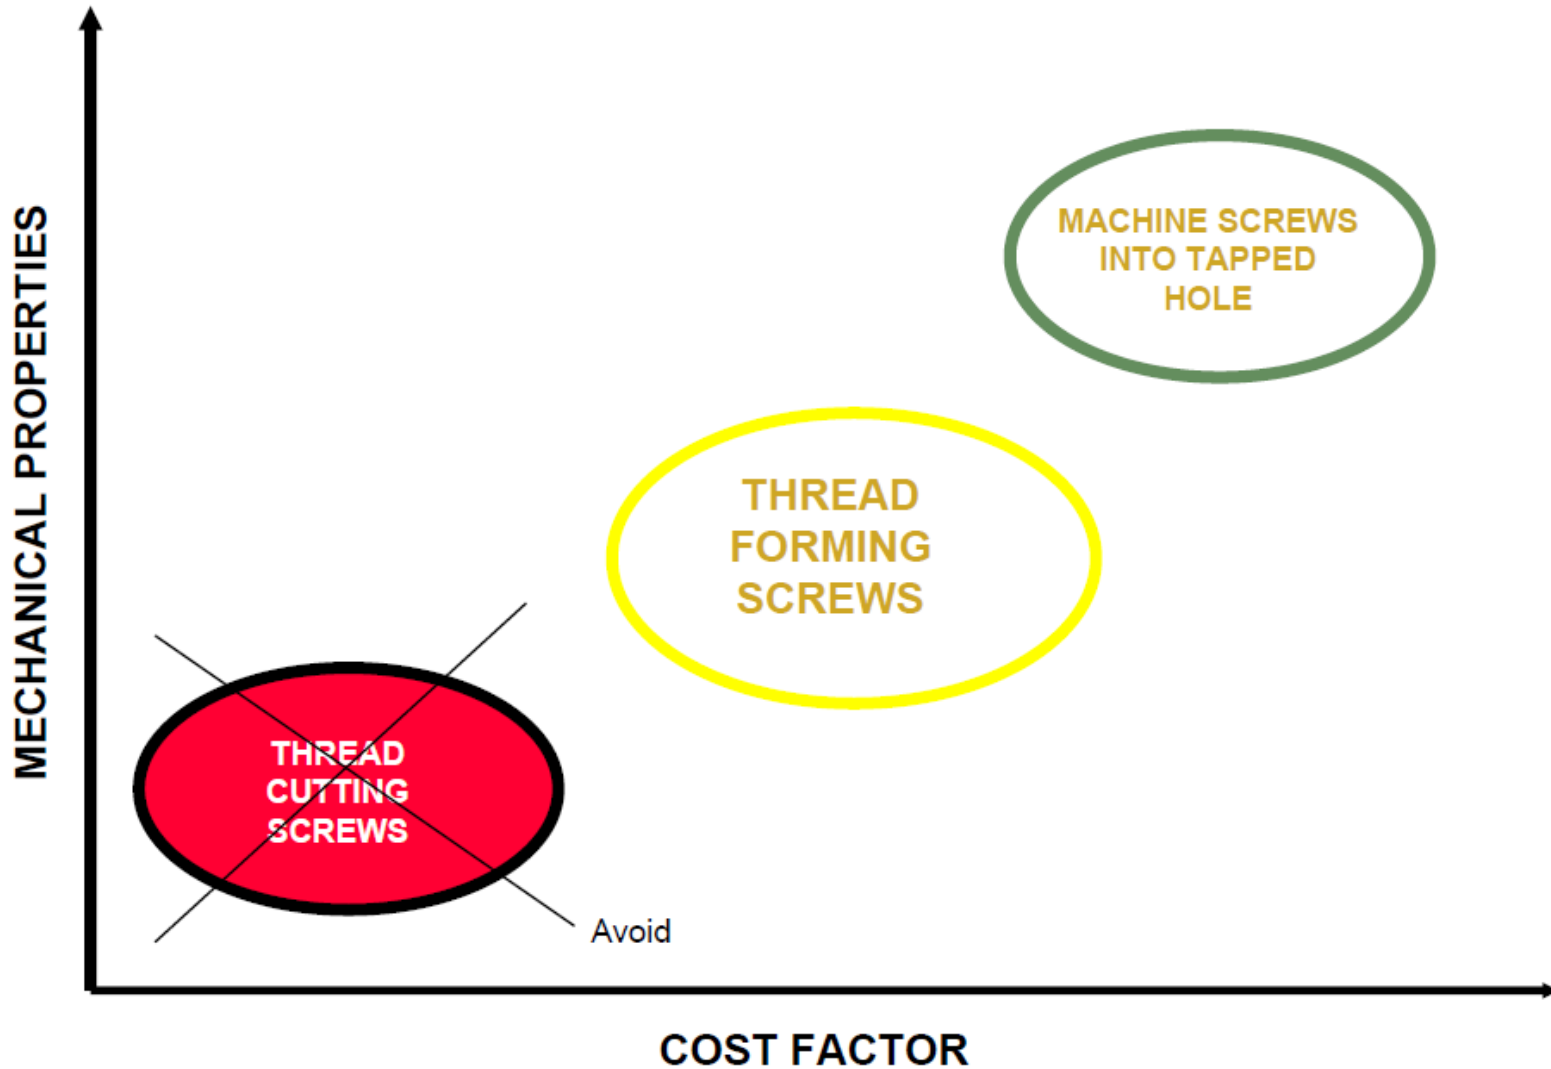 MECHANICAL PROPERTIES
MACHINE SCREWS
INTO TAPPED
HOLE
THREAD
FORMING
SCREWS
THREAD
CUTTING
SCREWS
Avoid
COST FACTOR